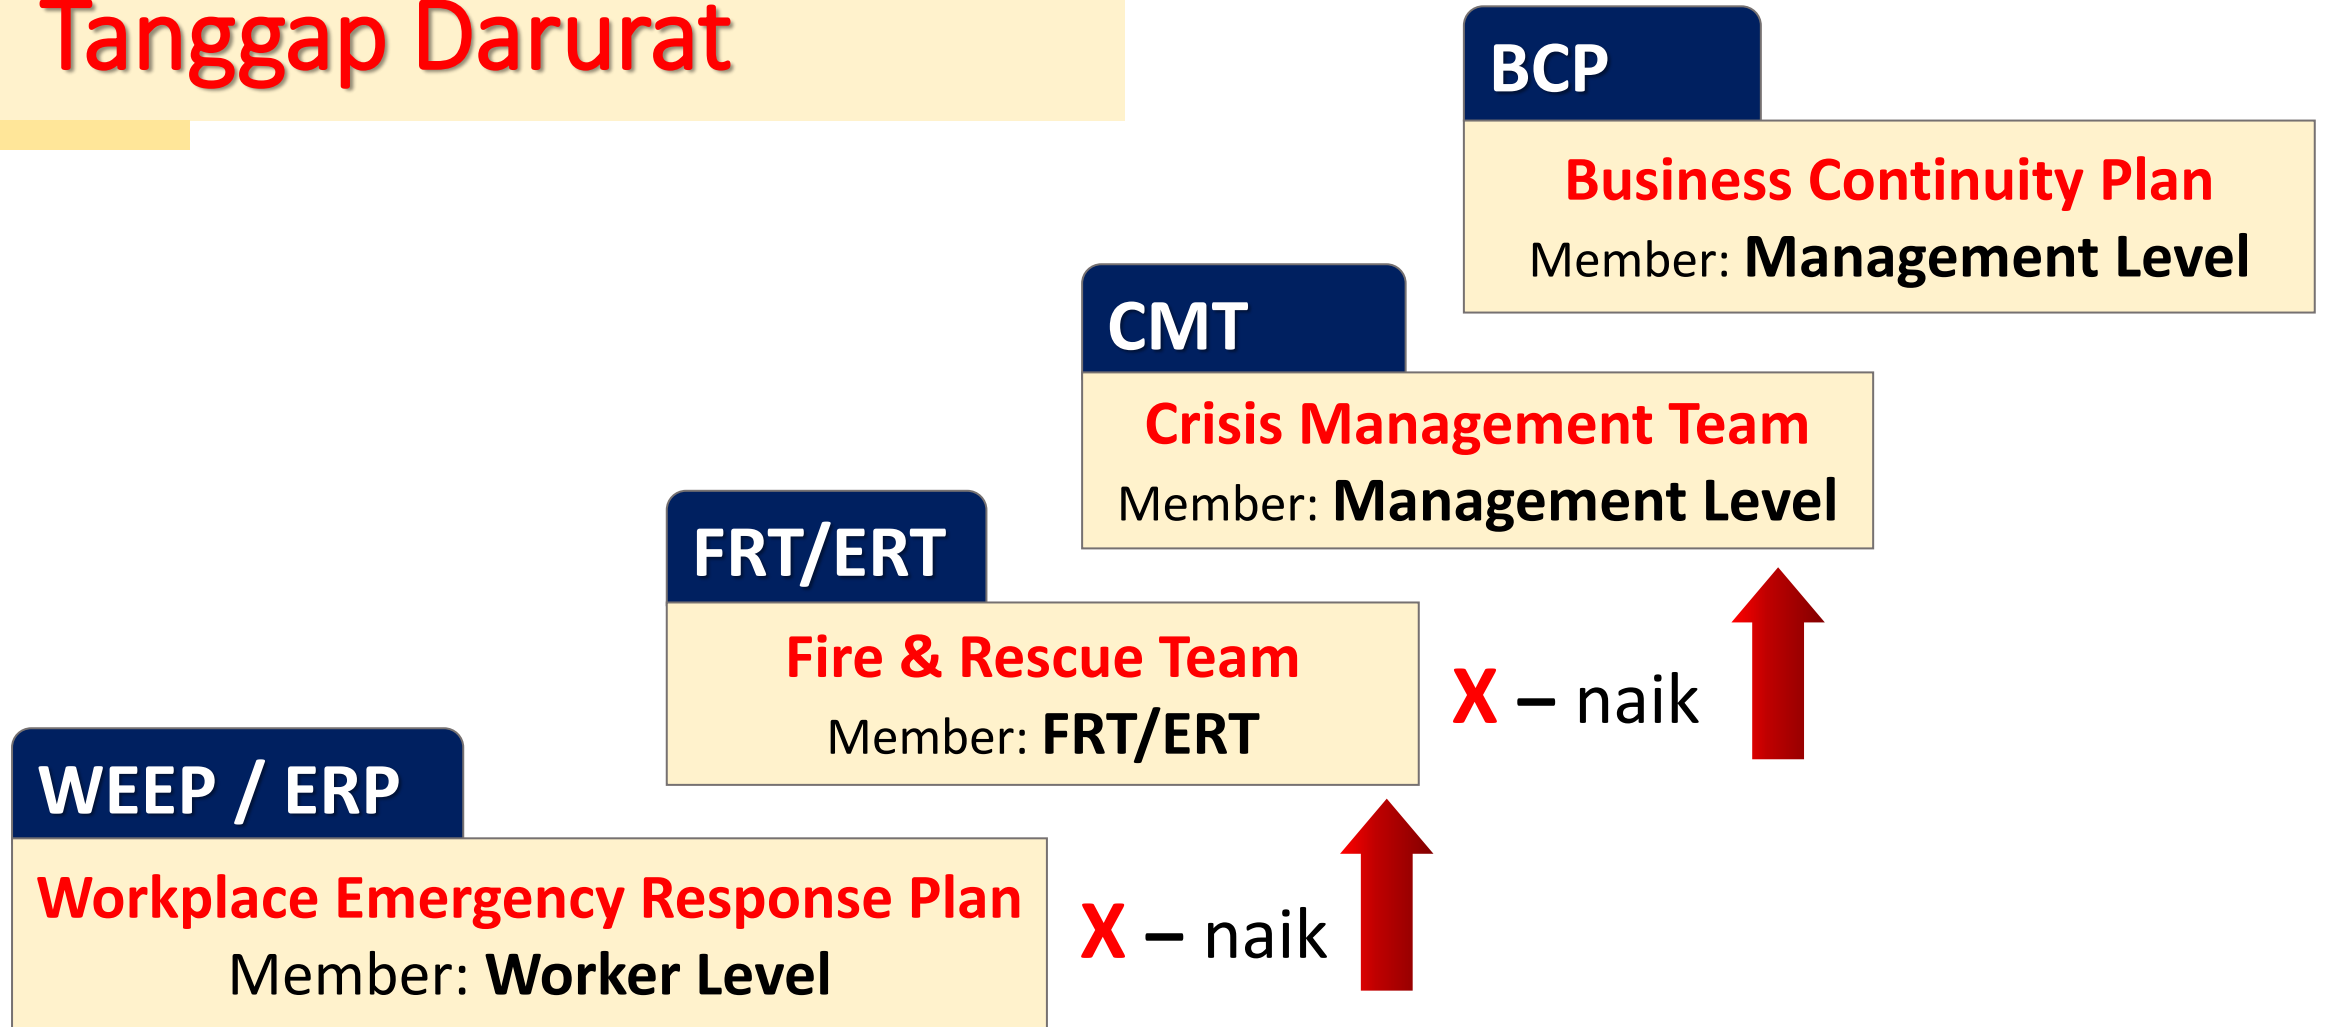 Tanggap Darurat
BCP
Business Continuity Plan
Member: Management Level
CMT
Crisis Management Team
Member: Management Level
FRT/ERT
Fire & Rescue Team
Member: FRT/ERT
X – naik
WEEP / ERP
Workplace Emergency Response Plan
Member: Worker Level
X – naik